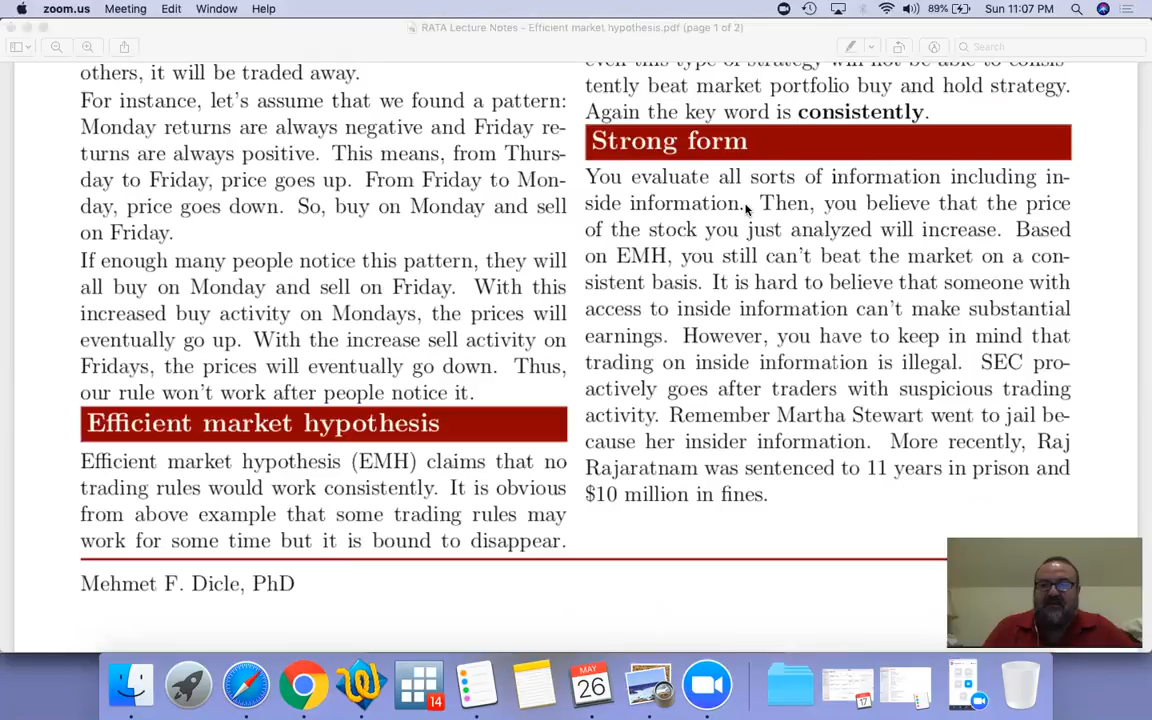 zoom.us Meeting Edit Window Help
89% Sun 11:07 PM
RATA Lecture Notes - Efficient market hypothesis.pdf (page 1 of 2)
Search
others, it will be traded away.
For instance, let's assume that we found a pattern:
Monday returns are always negative and Friday re-
turns are always positive. This means, from Thurs-
day to Friday, price goes up. From Friday to Mon-
day, price goes down. So, buy on Monday and sell
on Friday.
If enough many people notice this pattern, they will
all buy on Monday and sell on Friday. With this
increased buy activity on Mondays, the prices will
eventually go up. With the increase sell activity on
Fridays, the prices will eventually go down. Thus,
our rule won't work after people notice it.
Efficient market hypothesis
Efficient market hypothesis (EMH) claims that no
trading rules would work consistently. It is obvious
from above example that some trading rules may
work for some time but it is bound to disappear.
even this type of strategy will not be able to consis-
tently beat market portfolio buy and hold strategy.
Again the key word is consistently.
Strong form
You evaluate all sorts of information including in-
side information. Then, you believe that the price
of the stock you just analyzed will increase. Based
on EMH, you still can't beat the market on a con-
sistent basis. It is hard to believe that someone with
access to inside information can't make substantial
earnings. However, you have to keep in mind that
trading on inside information is illegal. SEC pro-
actively goes after traders with suspicious trading
activity. Remember Martha Stewart went to jail be-
cause her insider information. More recently, Raj
Rajaratnam was sentenced to 11 years in prison and
$10 million in fines.
Mehmet F. Dicle, PhD
14
MAY
26
17